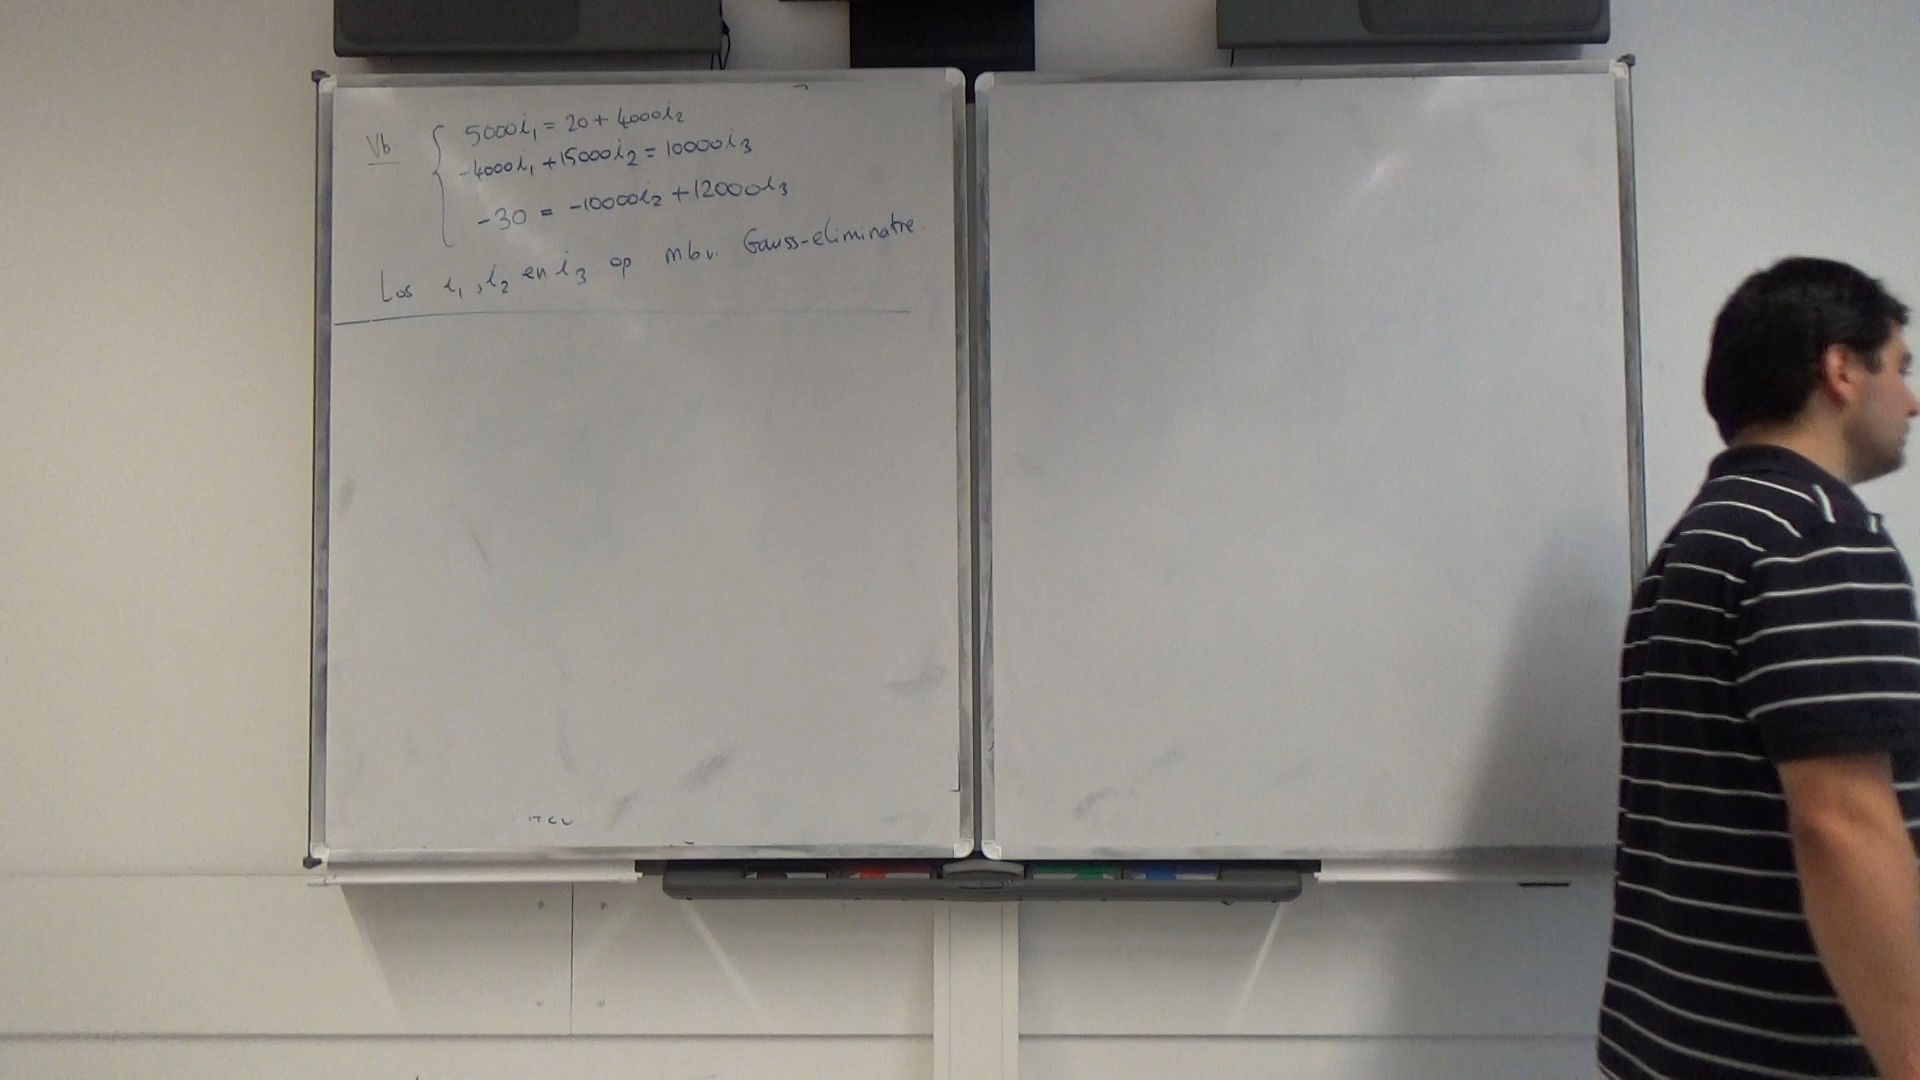 Vb
5000i₁ = 20 + 4000i₂
-4000i₁ + 15000i₂ = 10000i₃
-30 = -10000i₂ + 12000i₃
Los i₁, i₂ en i₃ op mbv. Gauss-eliminatie